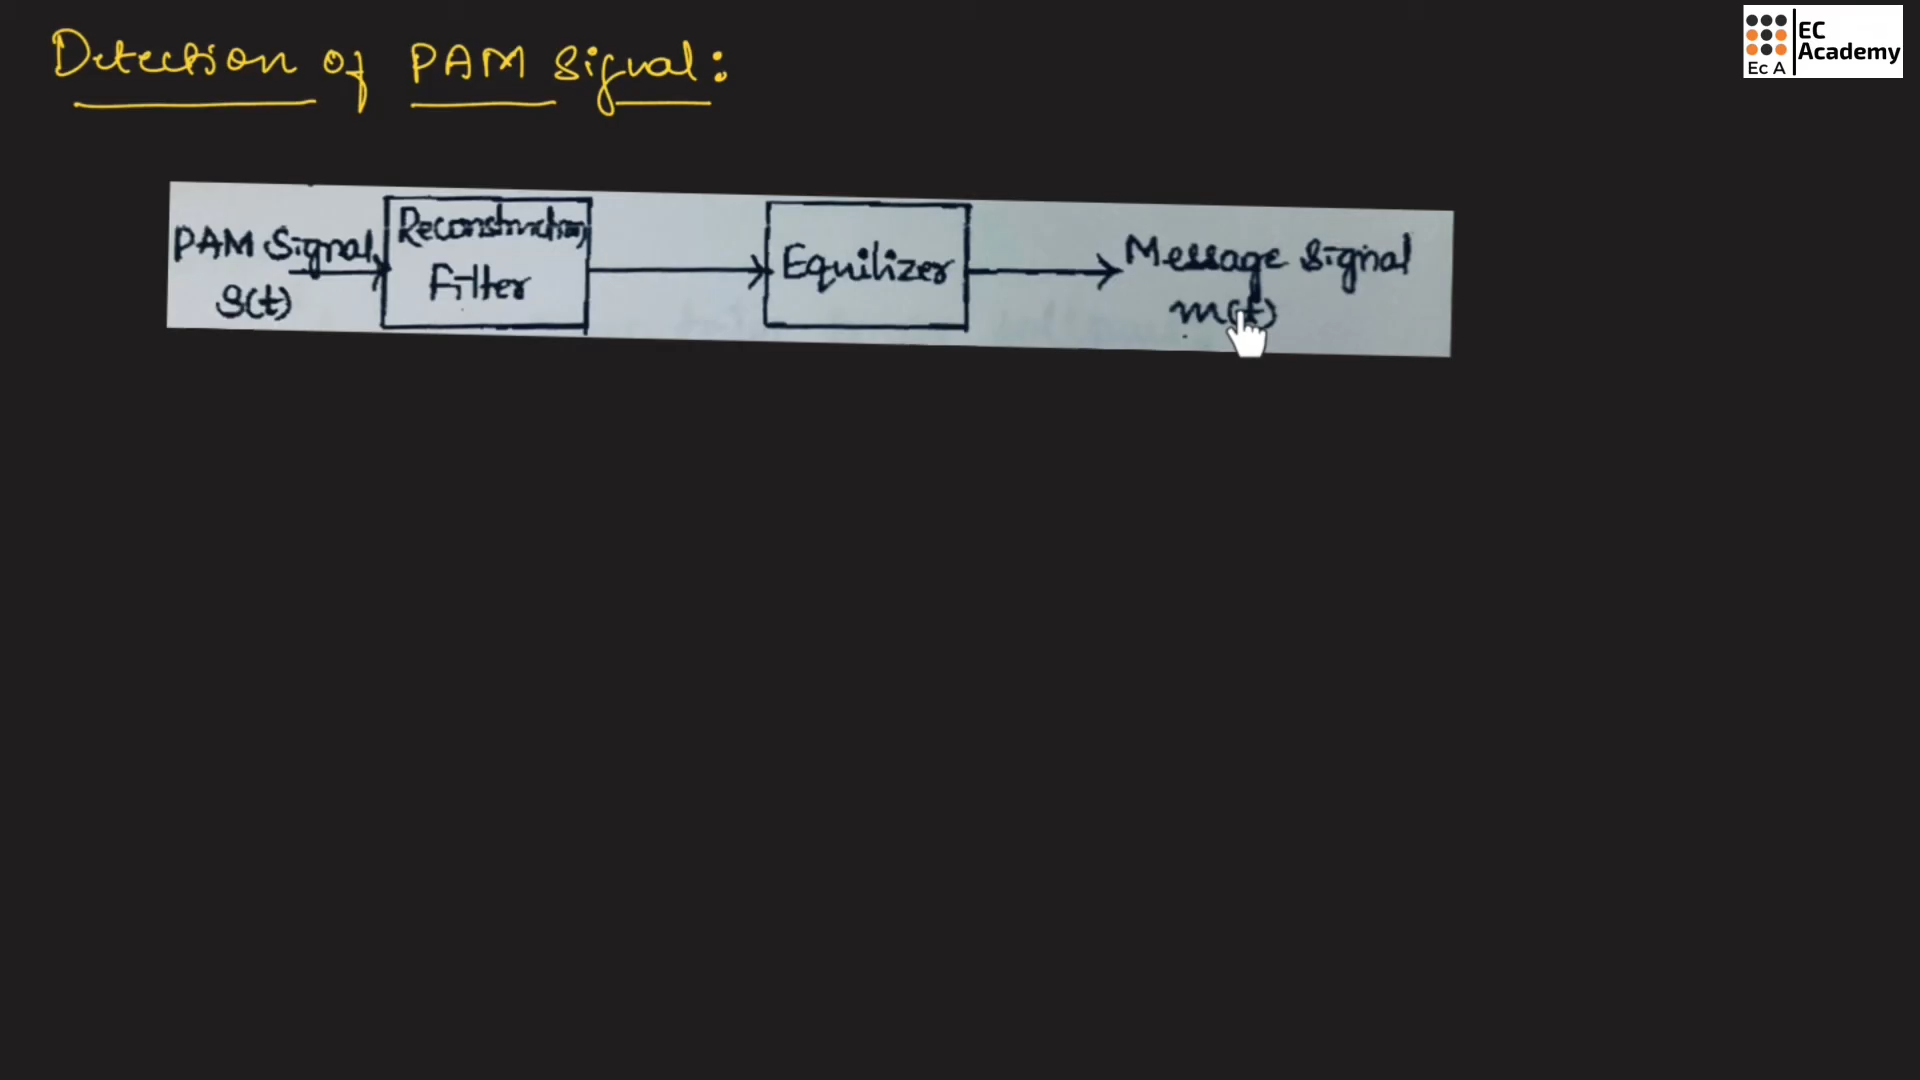 Detection of PAM Signal:
EC
Academy
Ec A
PAM Signal
S(t)
Reconstruction
Filter
Equilizer
Message Signal
m(t)